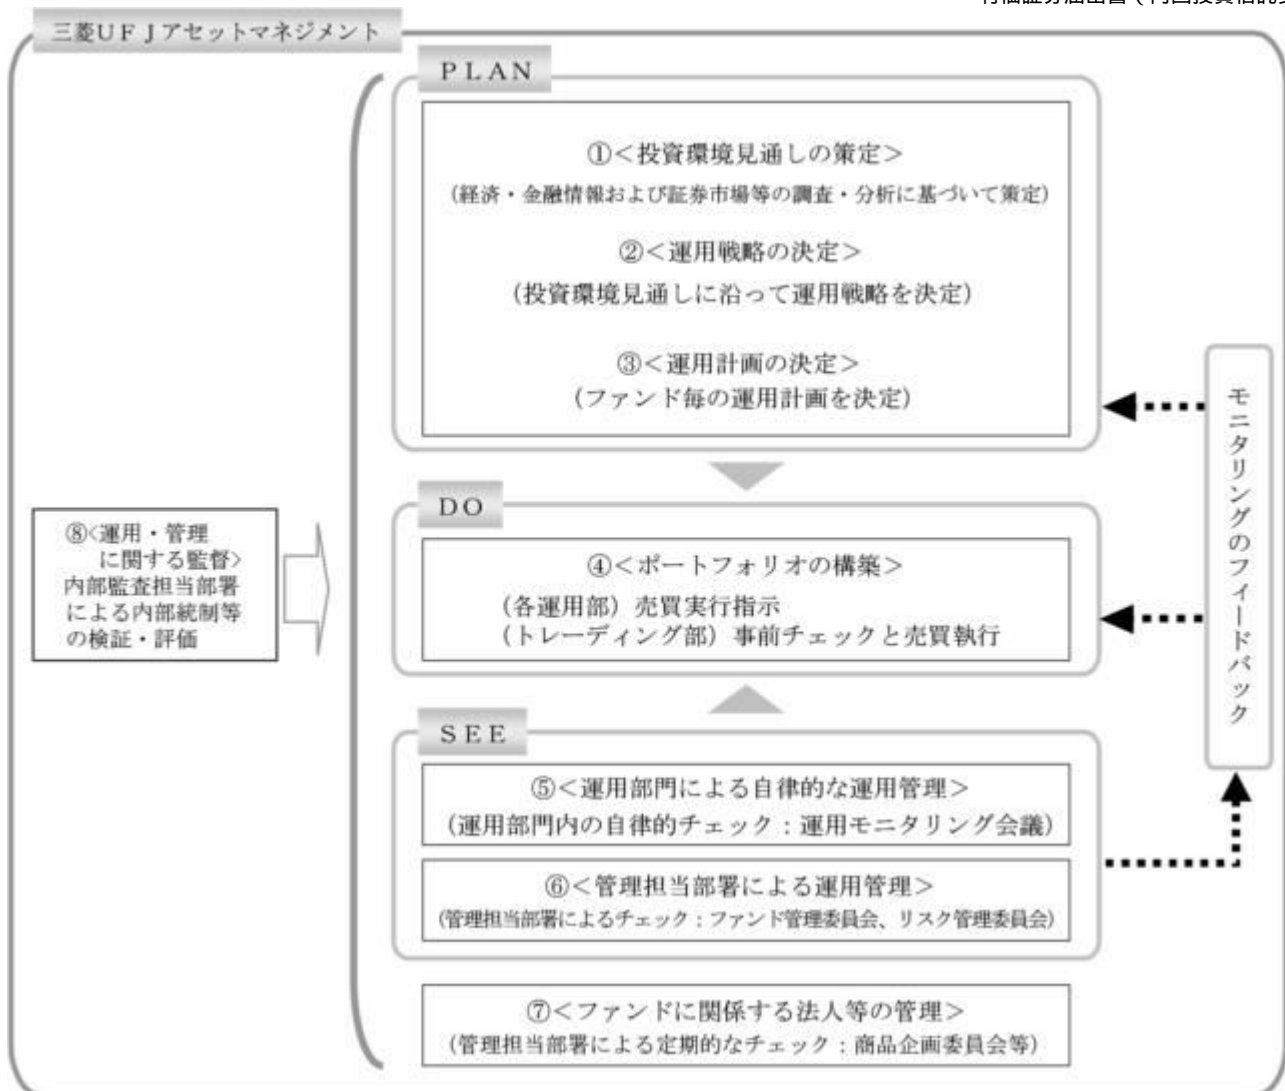 三菱ＵＦＪアセットマネジメント
ＰＬＡＮ
①＜投資環境見通しの策定＞
（経済・金融情報および証券市場等の調査・分析に基づいて策定）
②＜運用戦略の決定＞
（投資環境見通しに沿って運用戦略を決定）
③＜運用計画の決定＞
（ファンド毎の運用計画を決定）
モニタリングのフィードバック
ＤＯ
④＜ポートフォリオの構築＞
（各運用部）売買実行指示
（トレーディング部）事前チェックと売買執行
⑧<運用・管理
に関する監督>
内部監査担当部署
による内部統制等
の検証・評価
ＳＥＥ
⑤＜運用部門による自律的な運用管理＞
（運用部門内の自律的チェック：運用モニタリング会議）
⑥＜管理担当部署による運用管理＞
（管理担当部署によるチェック：ファンド管理委員会、リスク管理委員会）
⑦＜ファンドに関係する法人等の管理＞
（管理担当部署による定期的なチェック：商品企画委員会等）